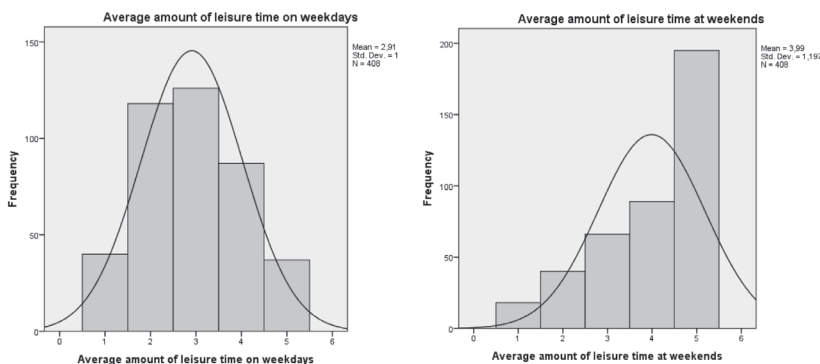 Average amount of leisure time on weekdays
Mean = 2,91
Std. Dev. = 1
N = 408
150
100
50
0
Frequency
0 1 2 3 4 5 6
Average amount of leisure time on weekdays
Average amount of leisure time at weekends
Mean = 3,99
Std. Dev. = 1,197
N = 408
200
150
100
50
0
Frequency
0 1 2 3 4 5 6
Average amount of leisure time at weekends